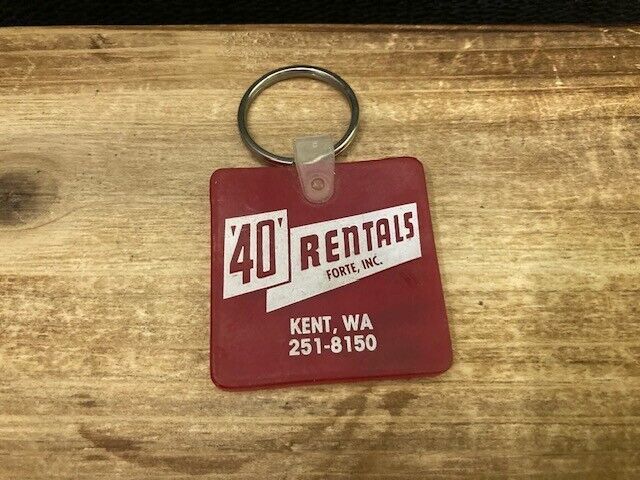 '40' RENTALS
FORTE, INC.
KENT, WA
251-8150